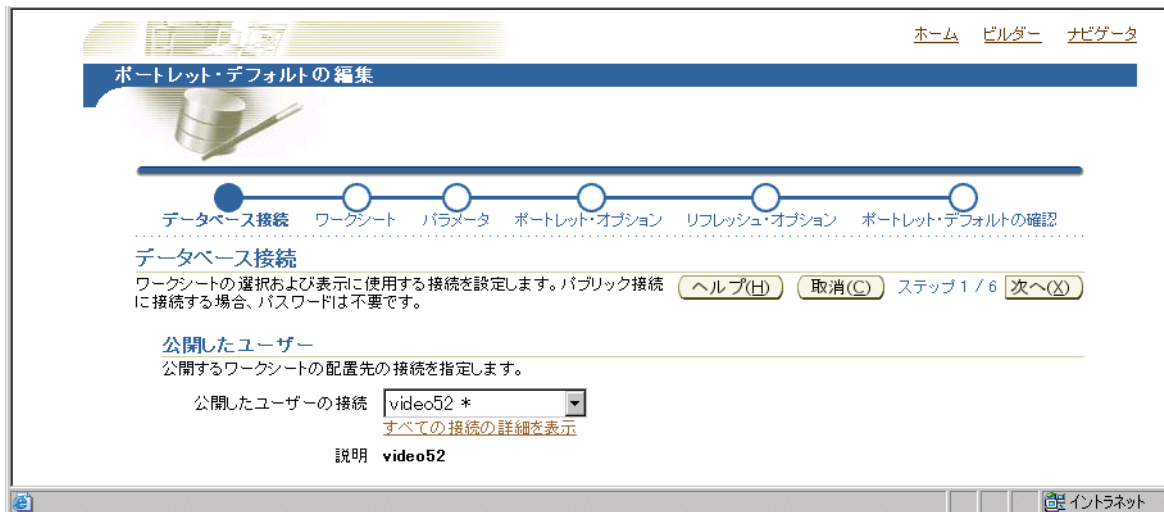 ホーム ビルダー ナビゲータ
ポートレット・デフォルトの編集
データベース接続 ワークシート パラメータ ポートレット・オプション リフレッシュ・オプション ポートレット・デフォルトの確認
データベース接続
ワークシートの選択および表示に使用する接続を設定します。パブリック接続
に接続する場合、パスワードは不要です。
ヘルプ(H) 取消(C) ステップ 1 / 6 次へ(X)
公開したユーザー
公開するワークシートの配置先の接続を指定します。
公開したユーザーの接続 video52 *
すべての接続の詳細を表示
説明 video52
イントラネット